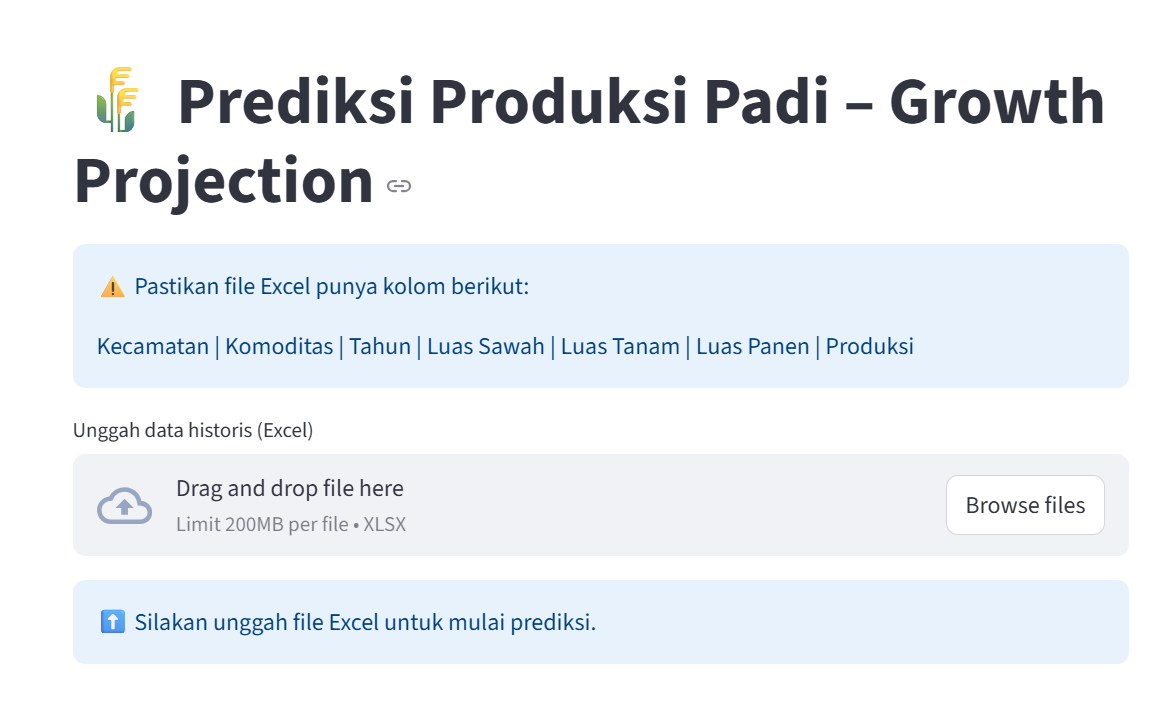 🌾 Prediksi Produksi Padi – Growth
Projection
⚠️ Pastikan file Excel punya kolom berikut:
Kecamatan | Komoditas | Tahun | Luas Sawah | Luas Tanam | Luas Panen | Produksi
Unggah data historis (Excel)
Drag and drop file here
Limit 200MB per file • XLSX
Browse files
⬆️ Silakan unggah file Excel untuk mulai prediksi.